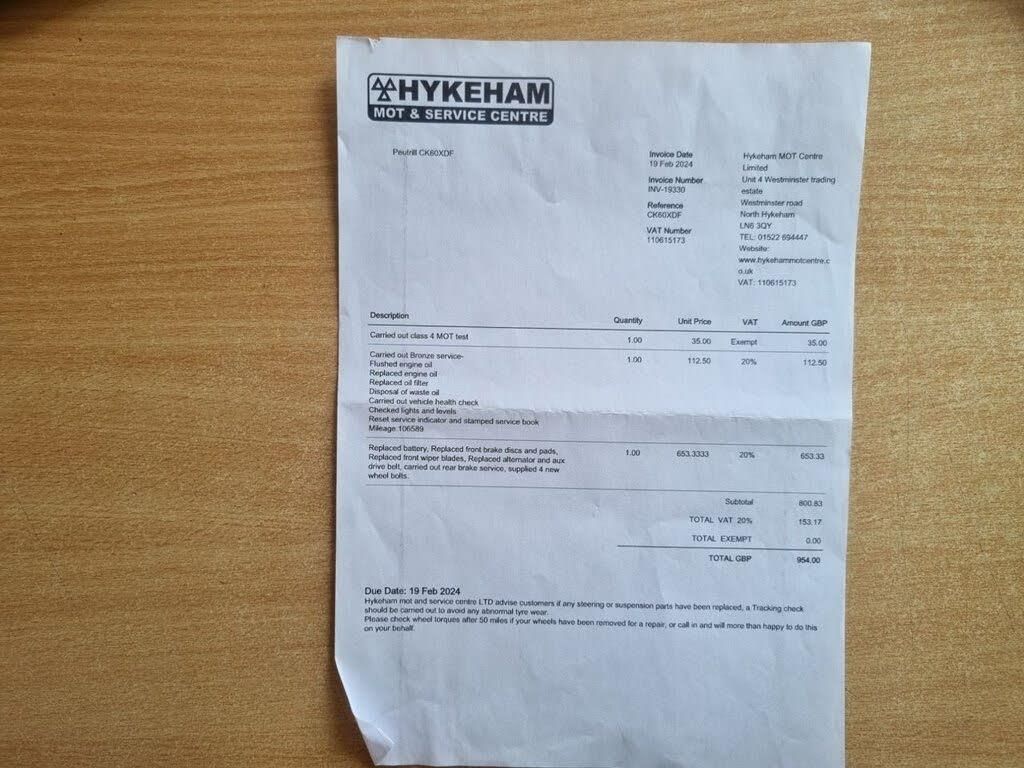 HYKEHAM
MOT & SERVICE CENTRE
Peutrill CK60XDF
Invoice Date
19 Feb 2024
Invoice Number
INV-19330
Reference
CK60XDF
VAT Number
110615173
Hykeham MOT Centre
Limited
Unit 4 Westminster trading
estate
Westminster road
North Hykeham
LN6 3QY
TEL: 01522 694447
Website:
www.hykehammotcentre.c
o.uk
VAT: 110615173
Description Quantity Unit Price VAT Amount GBP
Carried out class 4 MOT test 1.00 35.00 Exempt 35.00
Carried out Bronze service- 1.00 112.50 20% 112.50
Flushed engine oil
Replaced engine oil
Replaced oil filter
Disposal of waste oil
Carried out vehicle health check
Checked lights and levels
Reset service indicator and stamped service book
Mileage 106589
Replaced battery, Replaced front brake discs and pads, 1.00 653.3333 20% 653.33
Replaced front wiper blades, Replaced alternator and aux
drive belt, carried out rear brake service, supplied 4 new
wheel bolts.
Subtotal 800.83
TOTAL VAT 20% 153.17
TOTAL EXEMPT 0.00
TOTAL GBP 954.00
Due Date: 19 Feb 2024
Hykeham mot and service centre LTD advise customers if any steering or suspension parts have been replaced, a Tracking check
should be carried out to avoid any abnormal tyre wear.
Please check wheel torques after 50 miles if your wheels have been removed for a repair, or call in and will more than happy to do this
on your behalf.